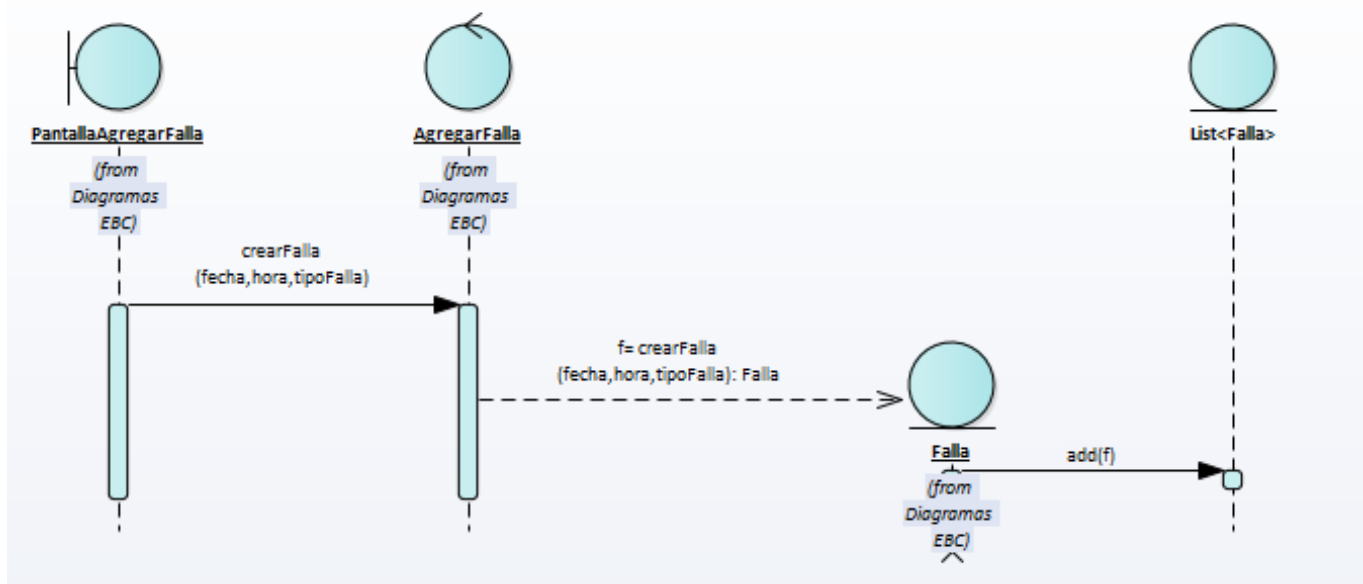 PantallaAgregarFalla
(from
Diagramas
EBC)
AgregarFalla
(from
Diagramas
EBC)
List<Falla>
crearFalla
(fecha,hora,tipoFalla)
f= crearFalla
(fecha,hora,tipoFalla): Falla
Falla
(from
Diagramas
EBC)
add(f)